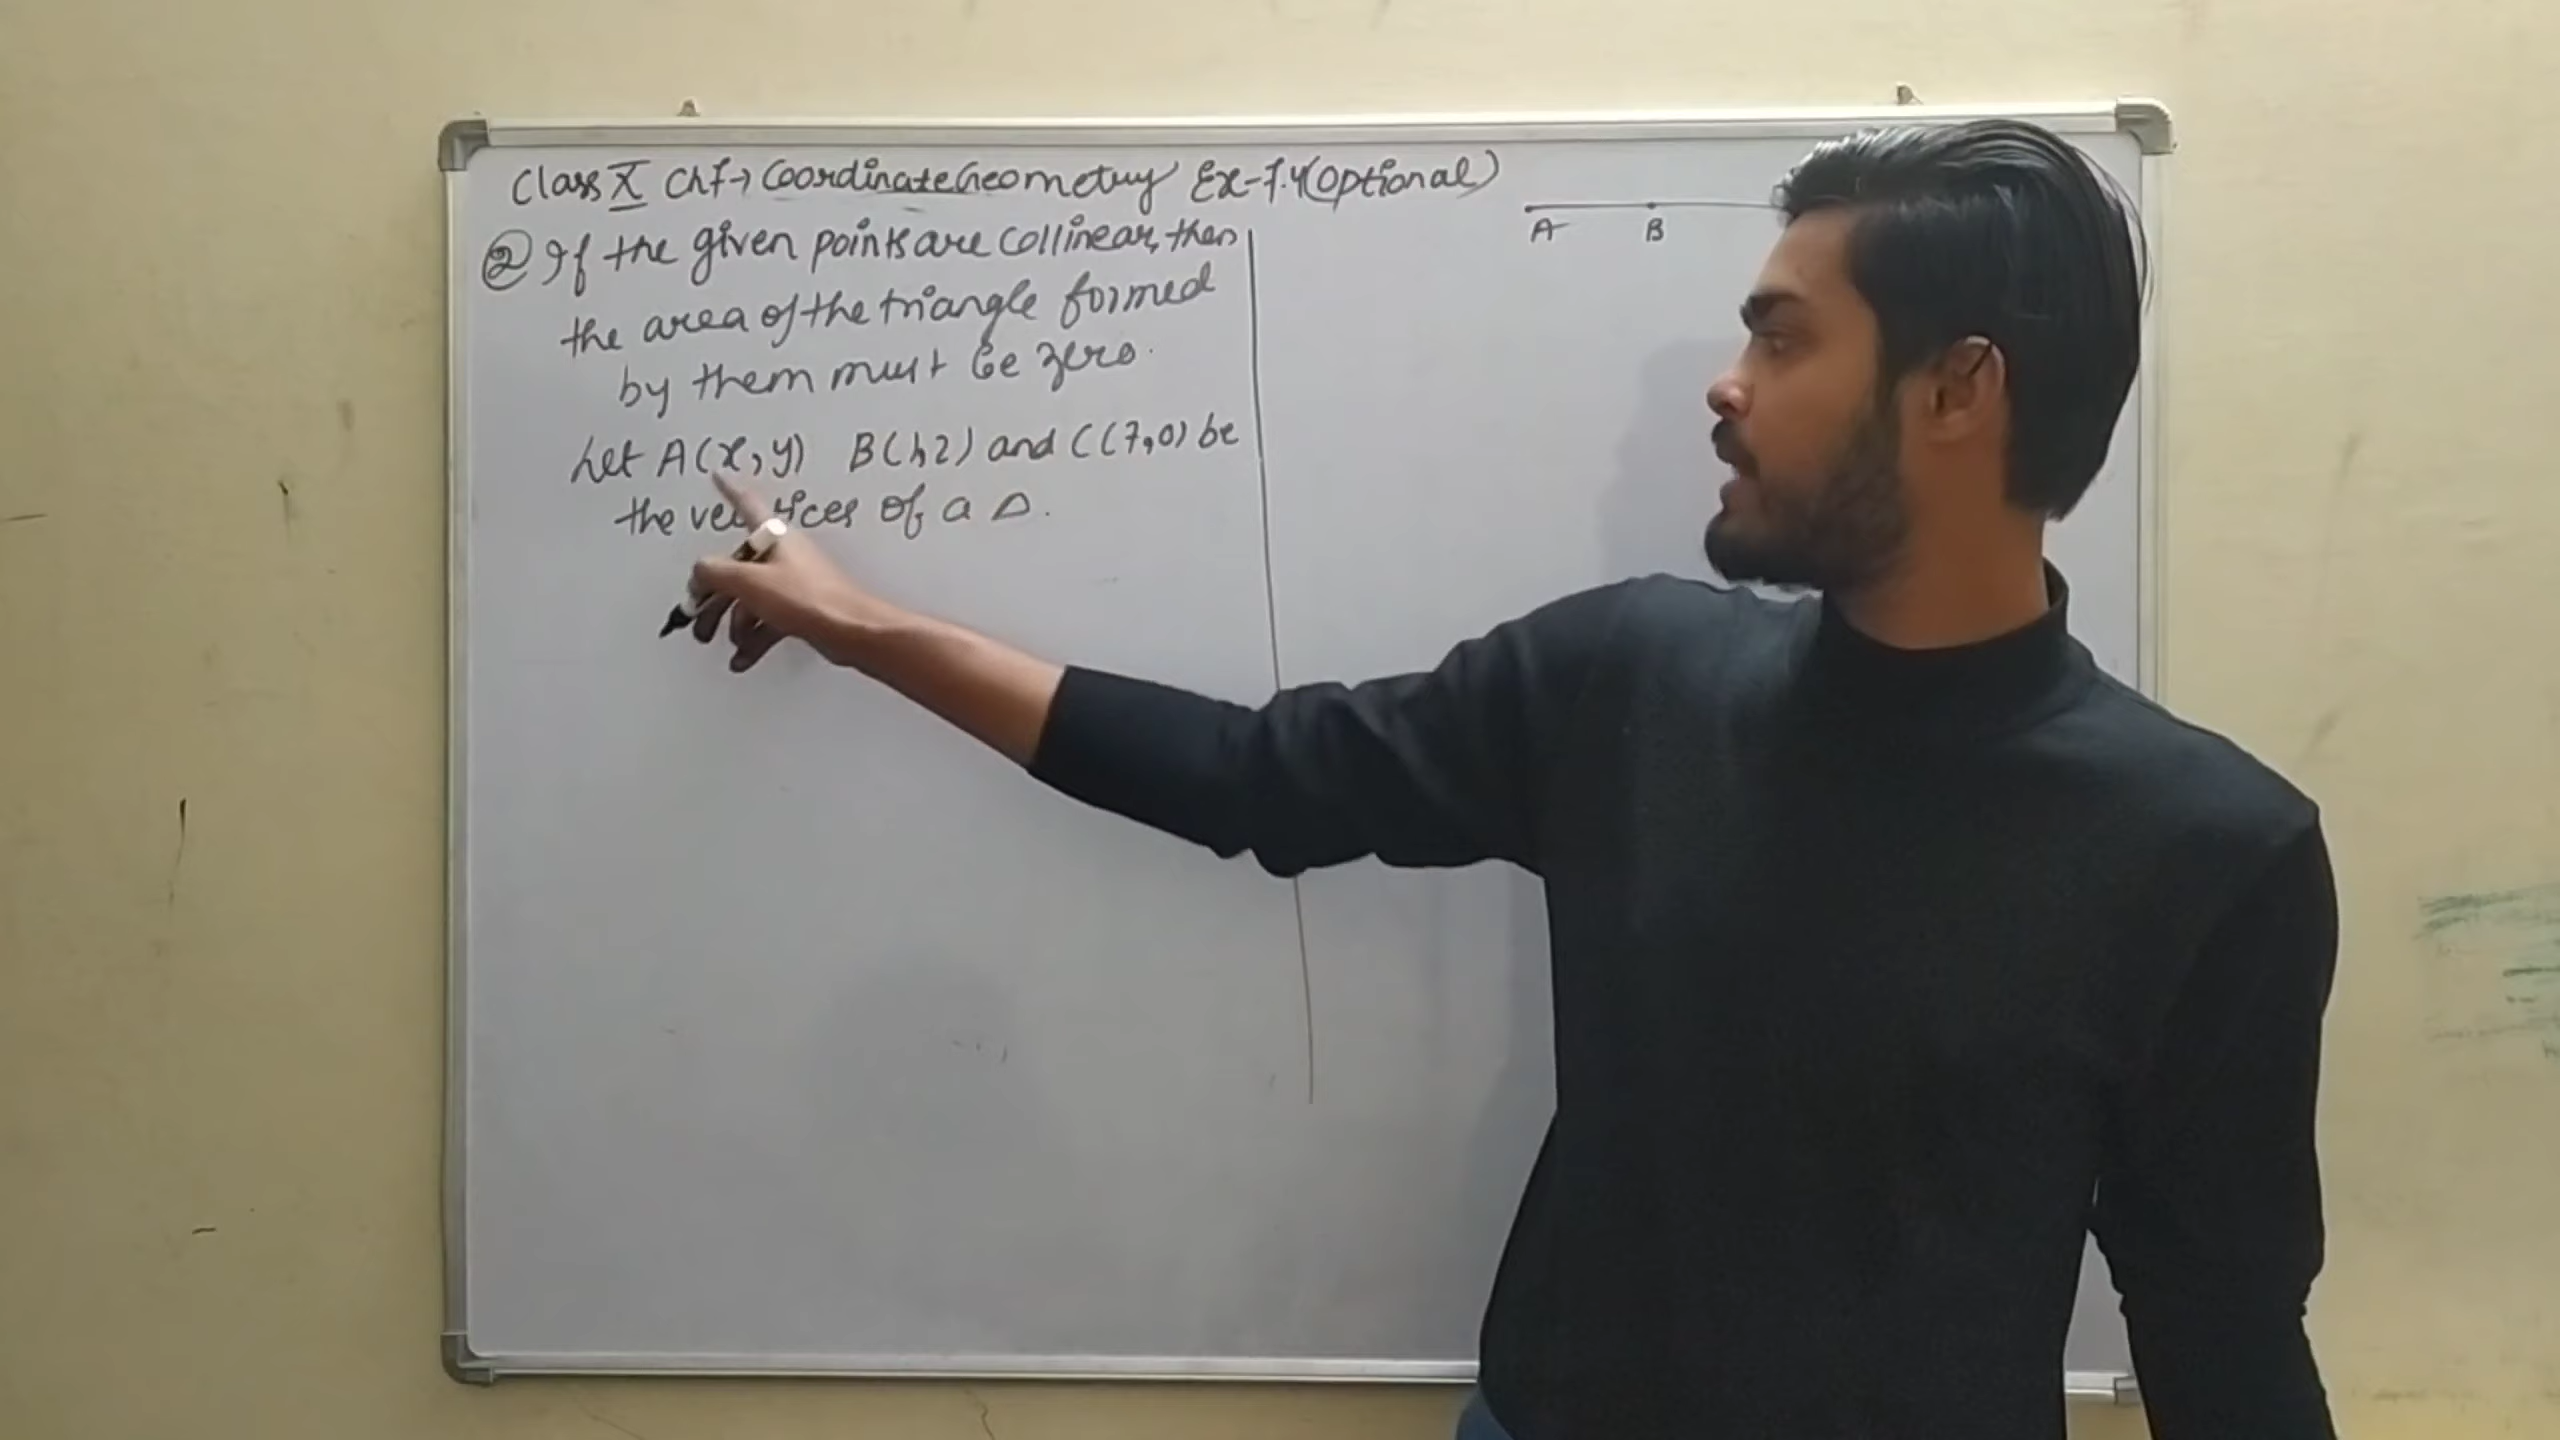 Class X Ch7→ Coordinate Geometry Ex-7.4(Optional)
② If the given points are Collinear, then
the area of the triangle formed
by them must be zero.
Let A(x,y) B(1,2) and C(7,0) be
the vertices of a Δ.
A B